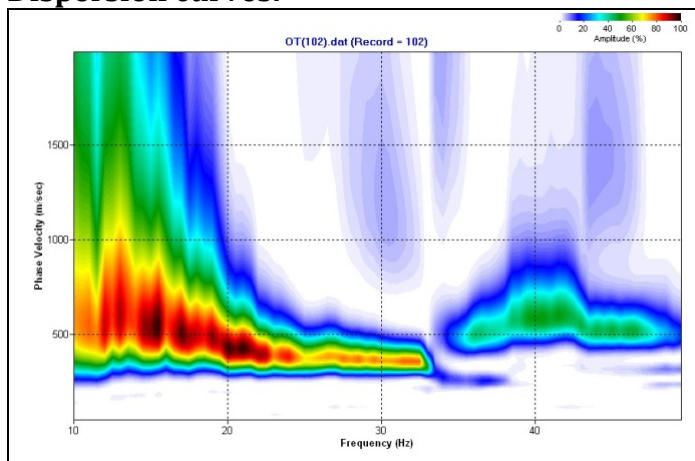 Dispersion curves:
OT(102).dat (Record = 102)
0 20 40 60 80 100
Amplitude (%)
Phase Velocity (m/sec)
1500
1000
500
10 20 30 40
Frequency (Hz)